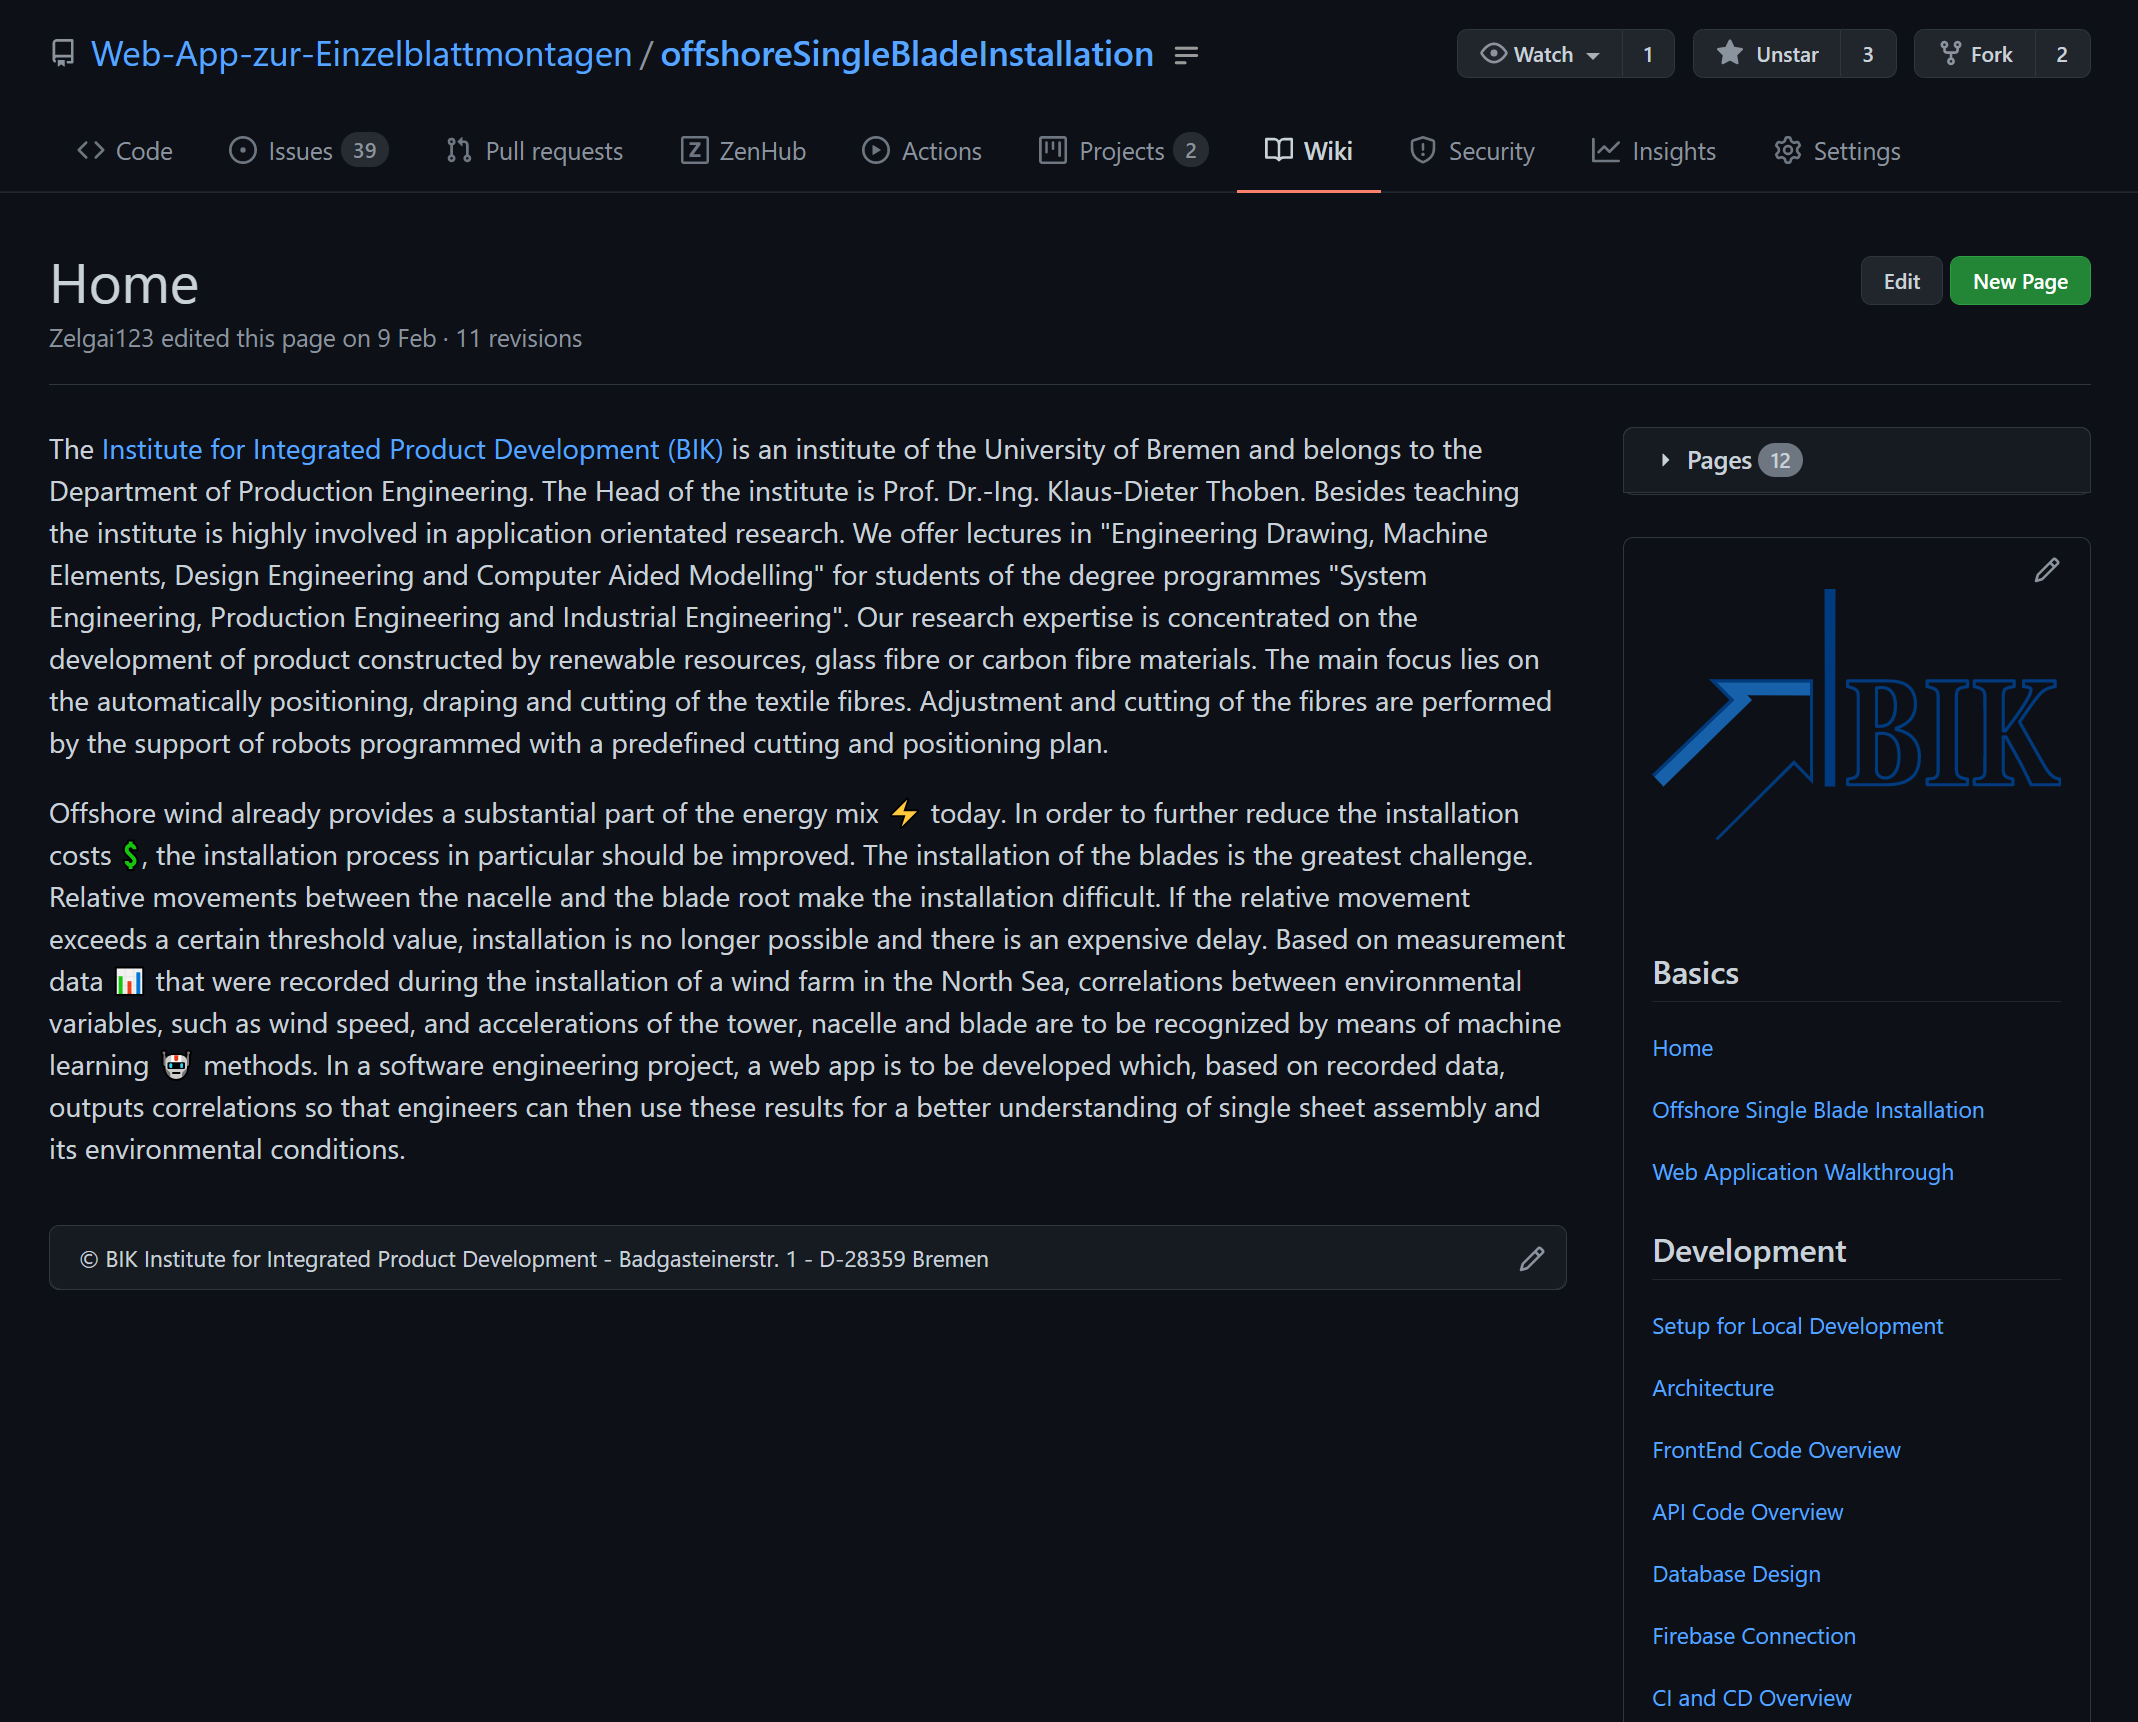 Web-App-zur-Einzelblattmontagen / offshoreSingleBladeInstallation
Watch 1
Unstar 3
Fork 2
Code
Issues 39
Pull requests
ZenHub
Actions
Projects 2
Wiki
Security
Insights
Settings
Home
Edit
New Page
Zelgai123 edited this page on 9 Feb · 11 revisions
The Institute for Integrated Product Development (BIK) is an institute of the University of Bremen and belongs to the
Department of Production Engineering. The Head of the institute is Prof. Dr.-Ing. Klaus-Dieter Thoben. Besides teaching
the institute is highly involved in application orientated research. We offer lectures in "Engineering Drawing, Machine
Elements, Design Engineering and Computer Aided Modelling" for students of the degree programmes "System
Engineering, Production Engineering and Industrial Engineering". Our research expertise is concentrated on the
development of product constructed by renewable resources, glass fibre or carbon fibre materials. The main focus lies on
the automatically positioning, draping and cutting of the textile fibres. Adjustment and cutting of the fibres are performed
by the support of robots programmed with a predefined cutting and positioning plan.
Offshore wind already provides a substantial part of the energy mix ⚡ today. In order to further reduce the installation
costs 💲, the installation process in particular should be improved. The installation of the blades is the greatest challenge.
Relative movements between the nacelle and the blade root make the installation difficult. If the relative movement
exceeds a certain threshold value, installation is no longer possible and there is an expensive delay. Based on measurement
data 📊 that were recorded during the installation of a wind farm in the North Sea, correlations between environmental
variables, such as wind speed, and accelerations of the tower, nacelle and blade are to be recognized by means of machine
learning 🤖 methods. In a software engineering project, a web app is to be developed which, based on recorded data,
outputs correlations so that engineers can then use these results for a better understanding of single sheet assembly and
its environmental conditions.
© BIK Institute for Integrated Product Development - Badgasteinerstr. 1 - D-28359 Bremen
Pages 12
BIK
Basics
Home
Offshore Single Blade Installation
Web Application Walkthrough
Development
Setup for Local Development
Architecture
FrontEnd Code Overview
API Code Overview
Database Design
Firebase Connection
CI and CD Overview